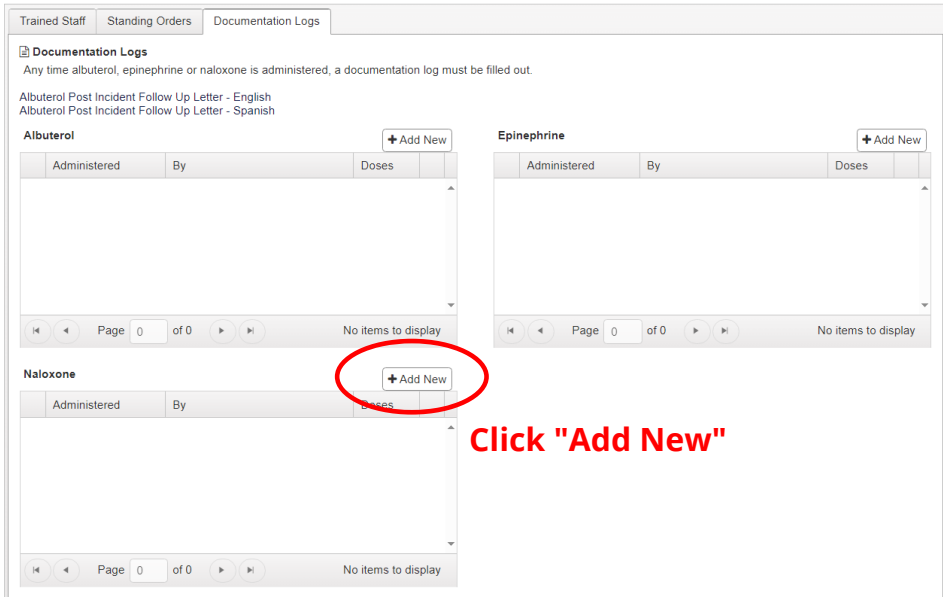 Trained Staff Standing Orders Documentation Logs
Documentation Logs
Any time albuterol, epinephrine or naloxone is administered, a documentation log must be filled out.
Albuterol Post Incident Follow Up Letter - English
Albuterol Post Incident Follow Up Letter - Spanish
Albuterol
+ Add New
Administered By Doses
Page 0 of 0 No items to display
Epinephrine
+ Add New
Administered By Doses
Page 0 of 0 No items to display
Naloxone
+ Add New
Administered By Doses
Click "Add New"
Page 0 of 0 No items to display